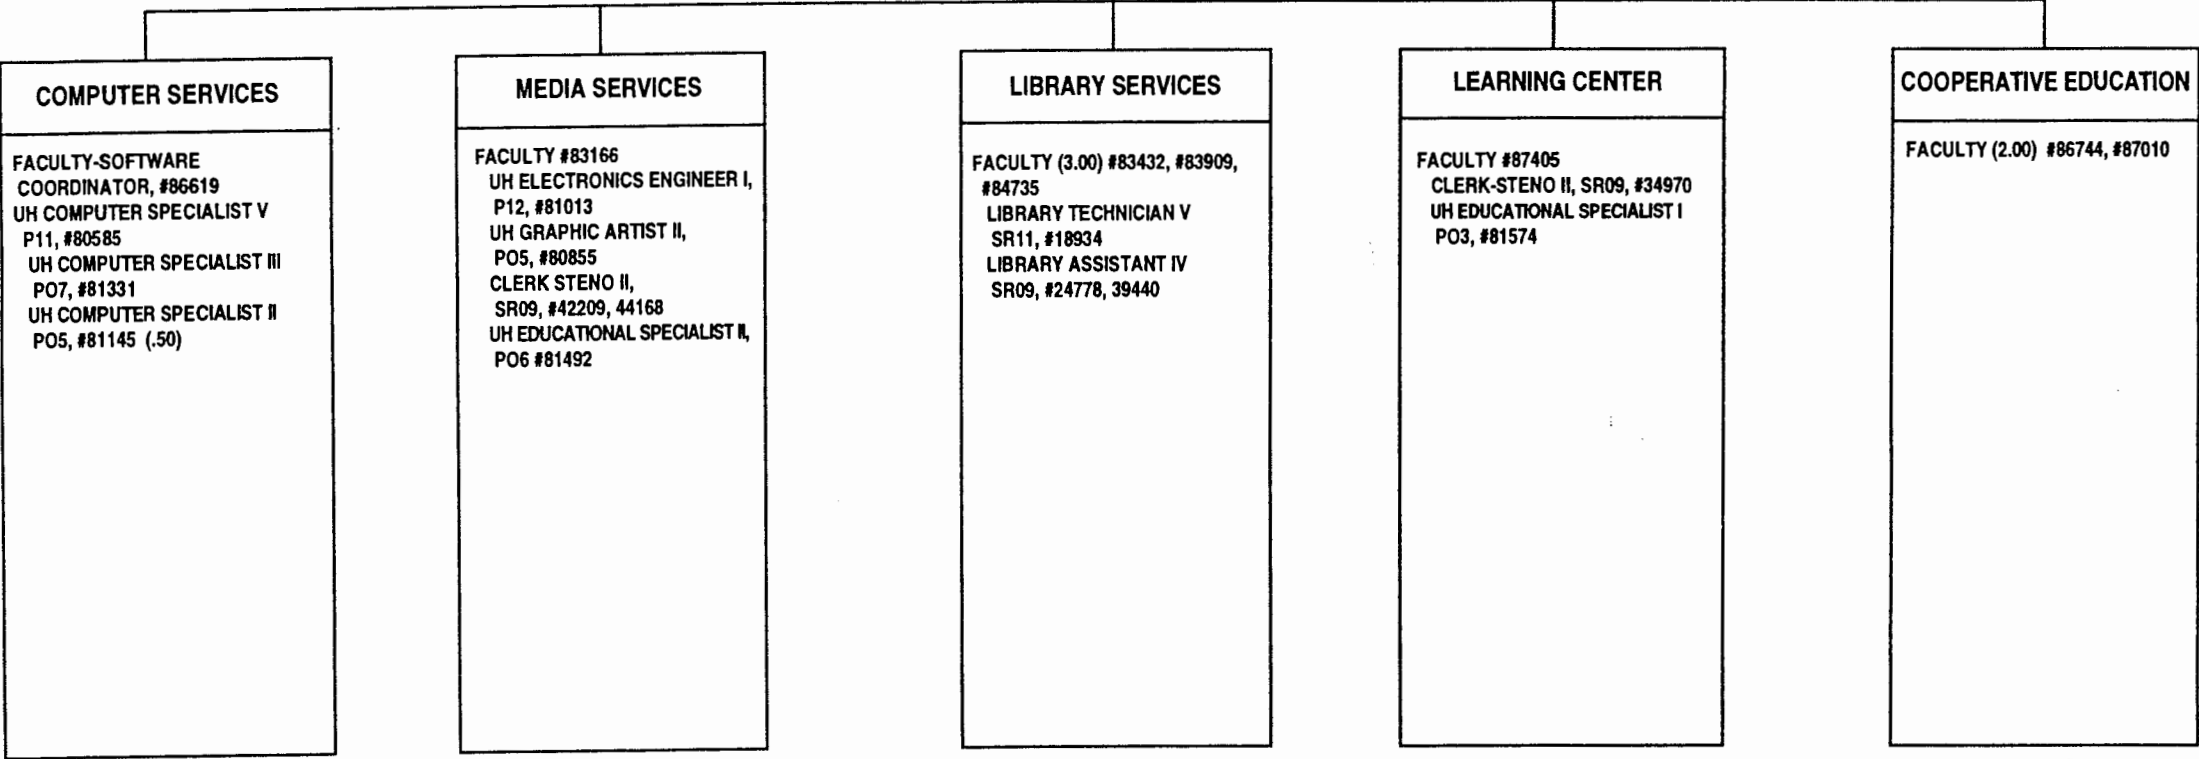 COMPUTER SERVICES
FACULTY-SOFTWARE
COORDINATOR, #86619
UH COMPUTER SPECIALIST V
P11, #80585
UH COMPUTER SPECIALIST III
PO7, #81331
UH COMPUTER SPECIALIST II
PO5, #81145 (.50)
MEDIA SERVICES
FACULTY #83166
UH ELECTRONICS ENGINEER I,
P12, #81013
UH GRAPHIC ARTIST II,
PO5, #80855
CLERK STENO II,
SR09, #42209, 44168
UH EDUCATIONAL SPECIALIST II,
PO6 #81492
LIBRARY SERVICES
FACULTY (3.00) #83432, #83909,
#84735
LIBRARY TECHNICIAN V
SR11, #18934
LIBRARY ASSISTANT IV
SR09, #24778, 39440
LEARNING CENTER
FACULTY #87405
CLERK-STENO II, SR09, #34970
UH EDUCATIONAL SPECIALIST I
PO3, #81574
COOPERATIVE EDUCATION
FACULTY (2.00) #86744, #87010